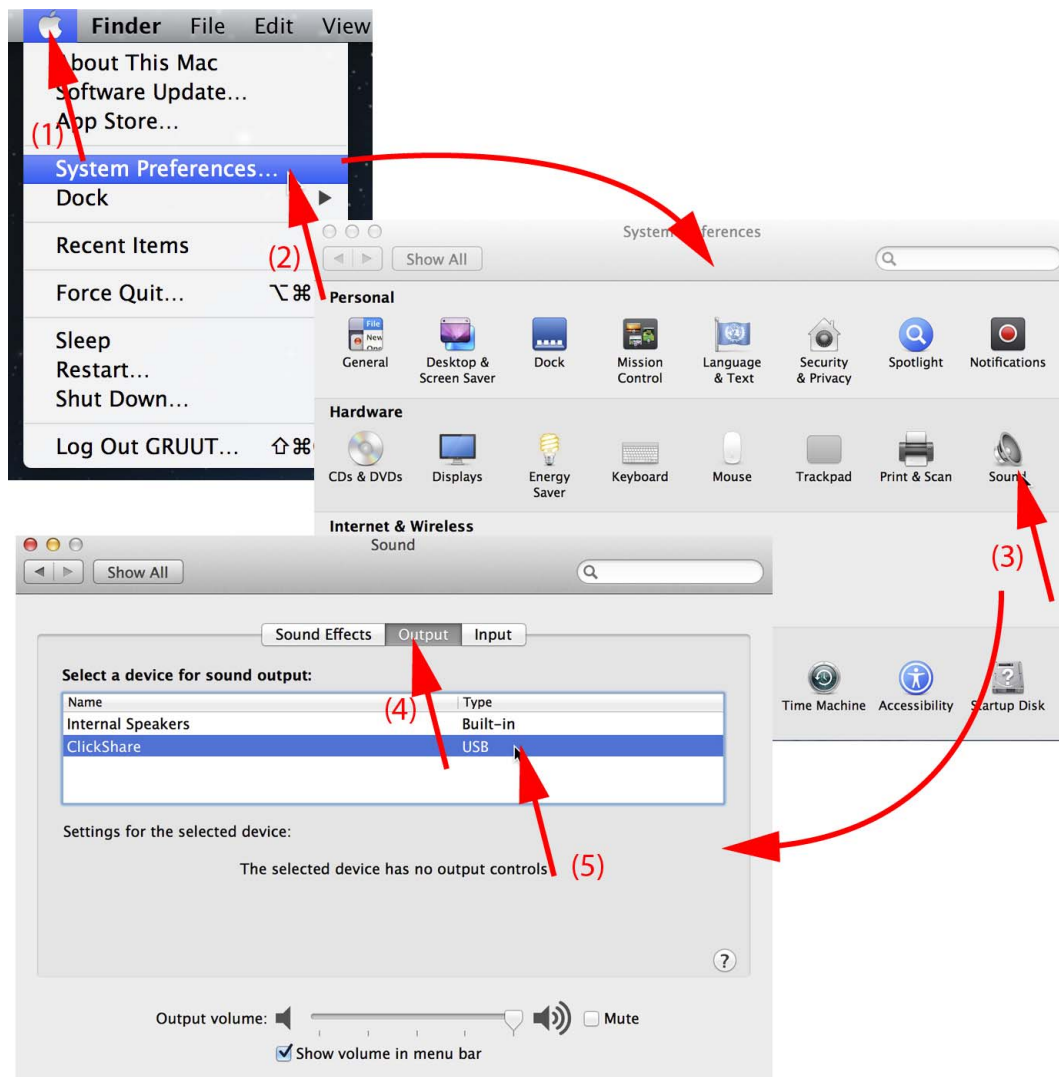 Finder File Edit View
About This Mac
Software Update...
App Store...
(1)
System Preferences...
Dock
Recent Items
(2)
Force Quit... ⌥⌘
Sleep
Restart...
Shut Down...
Log Out GRUUT... ⇧⌘
System Preferences
Show All
Personal
File
New
General
Desktop &
Screen Saver
Dock
Mission
Control
Language
& Text
Security
& Privacy
Spotlight
Notifications
Hardware
CDs & DVDs
Displays
Energy
Saver
Keyboard
Mouse
Trackpad
Print & Scan
Sound
Internet & Wireless
(3)
Time Machine
Accessibility
Startup Disk
Sound
Show All
Sound Effects Output Input
Select a device for sound output:
Name Type
(4)
Internal Speakers Built-in
ClickShare USB
Settings for the selected device:
The selected device has no output controls
(5)
?
Output volume: Mute
Show volume in menu bar